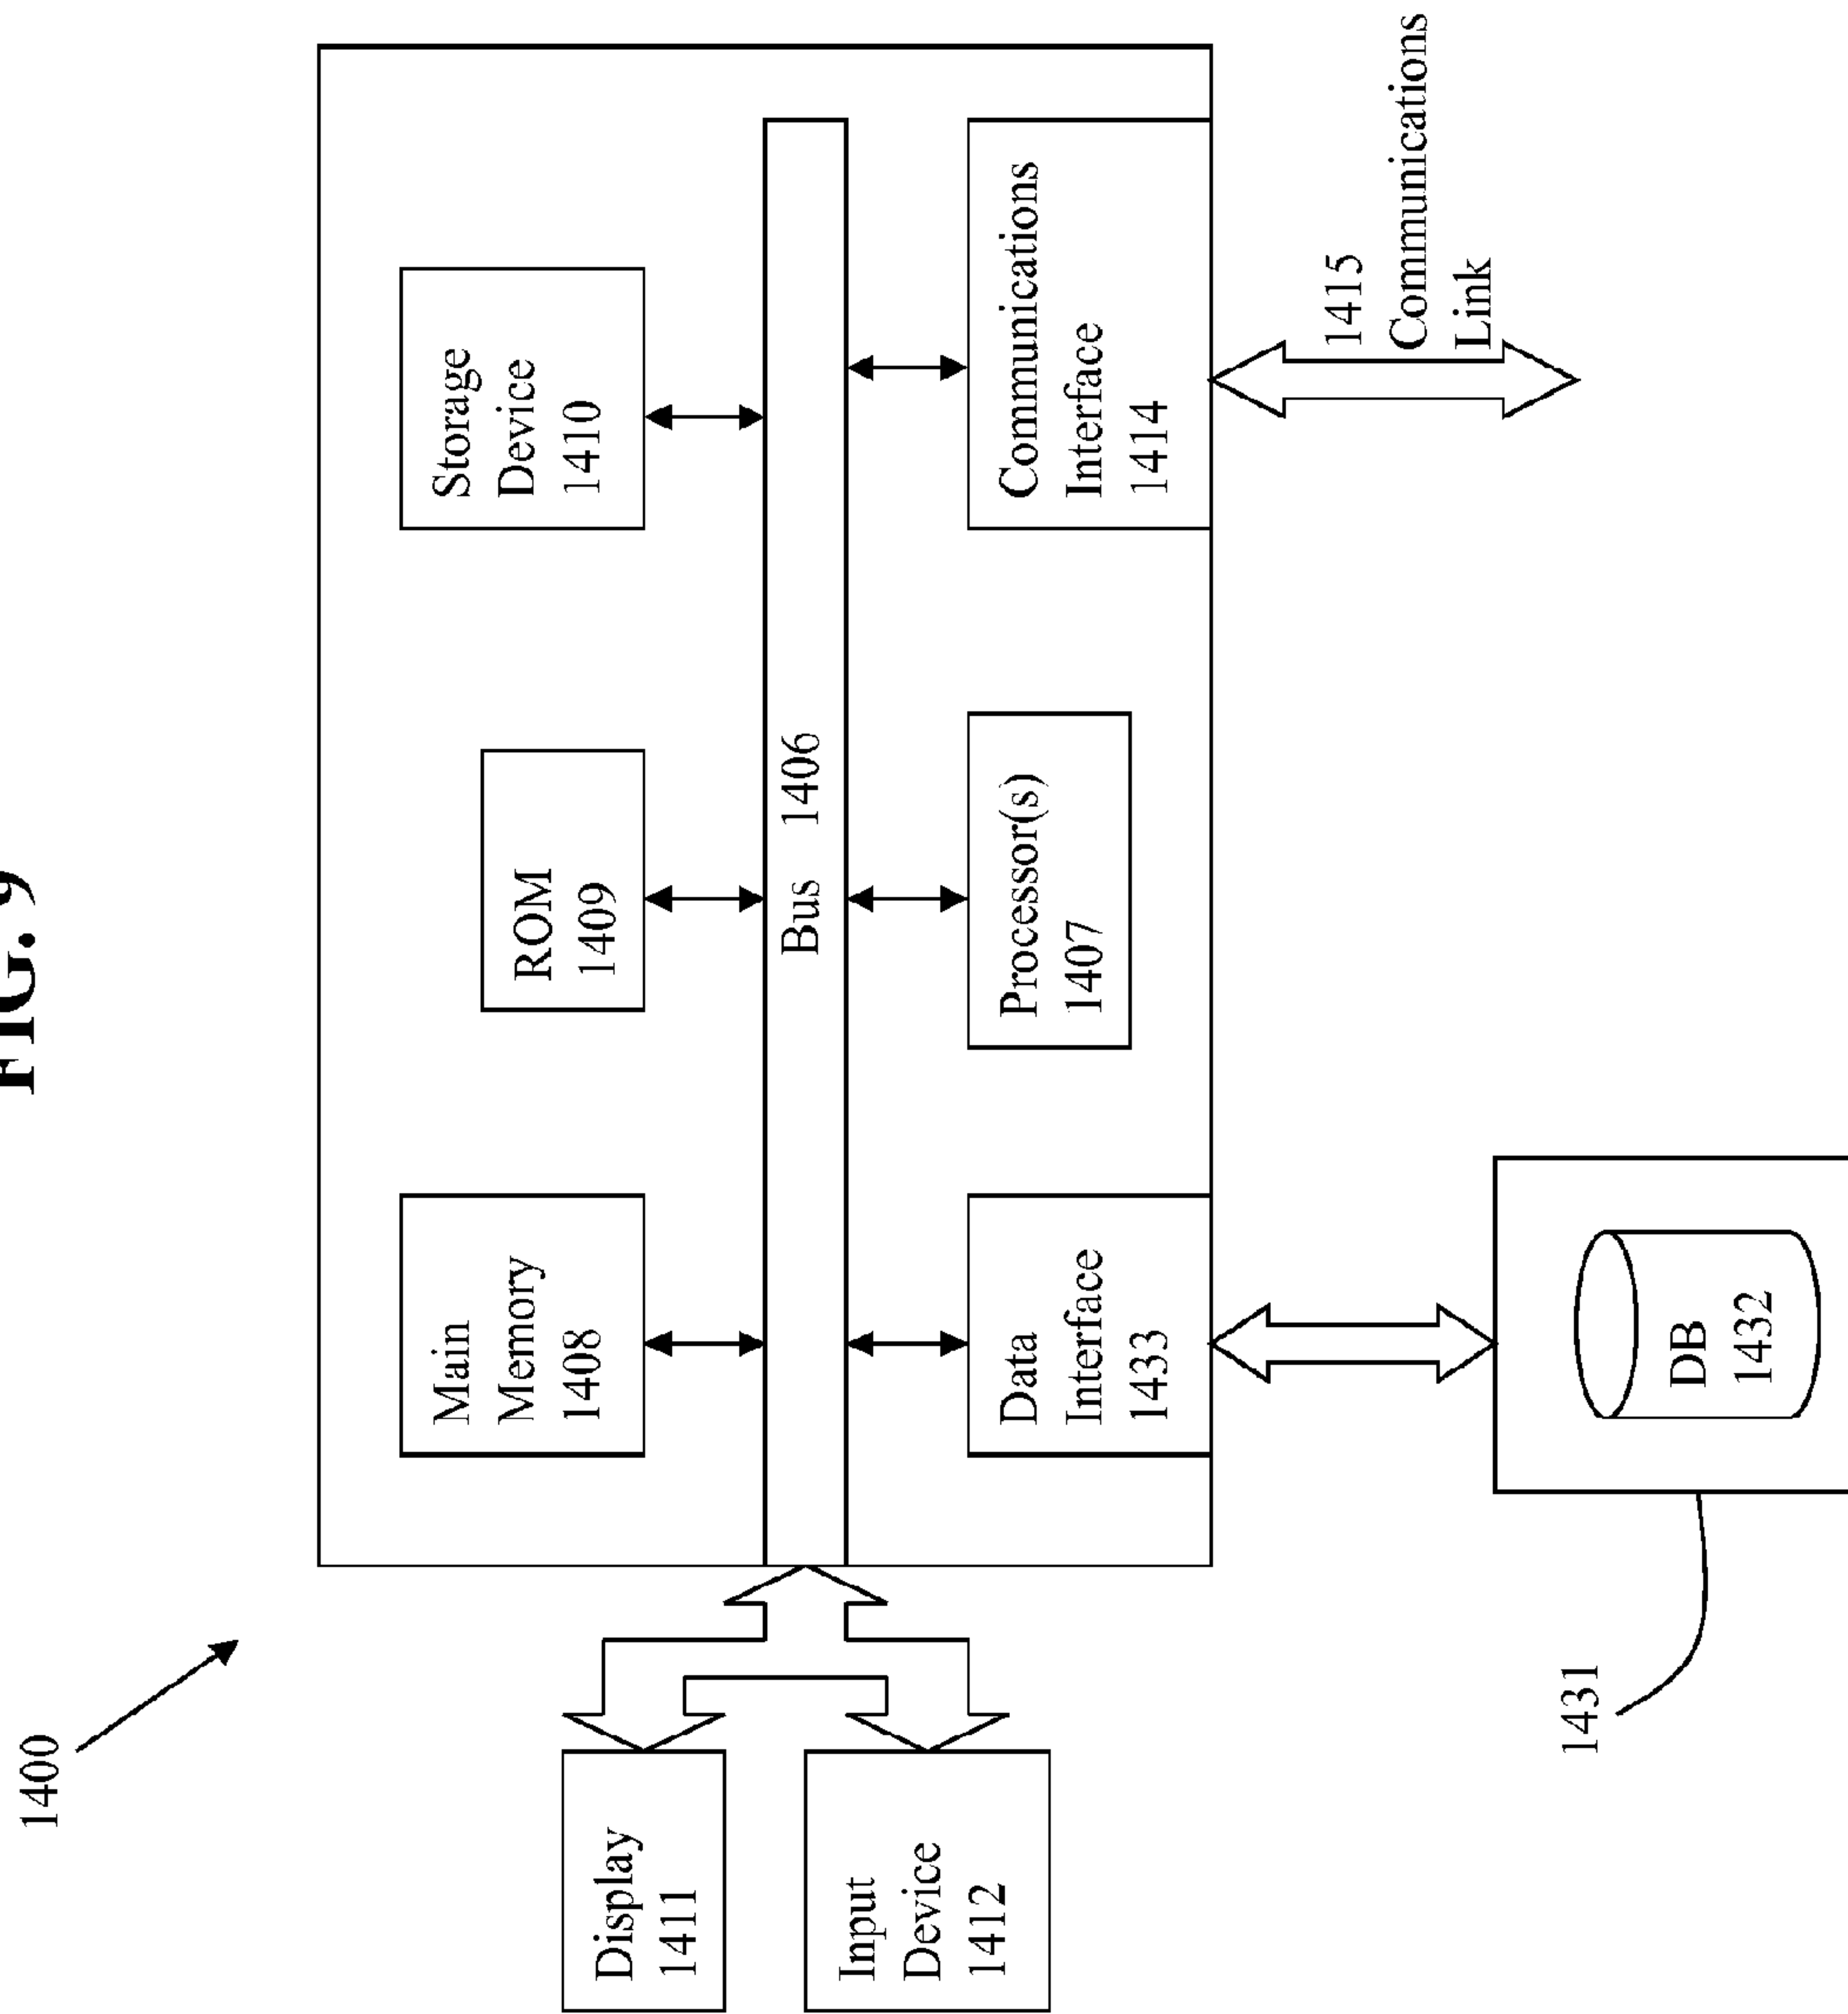 FIG. 9
1400
Main
Memory
1408
ROM
1409
Storage
Device
1410
Bus 1406
Display
1411
Input
Device
1412
Data
Interface
1433
Processor(s)
1407
Communications
Interface
1414
1415
Communications
Link
1431
DB
1432